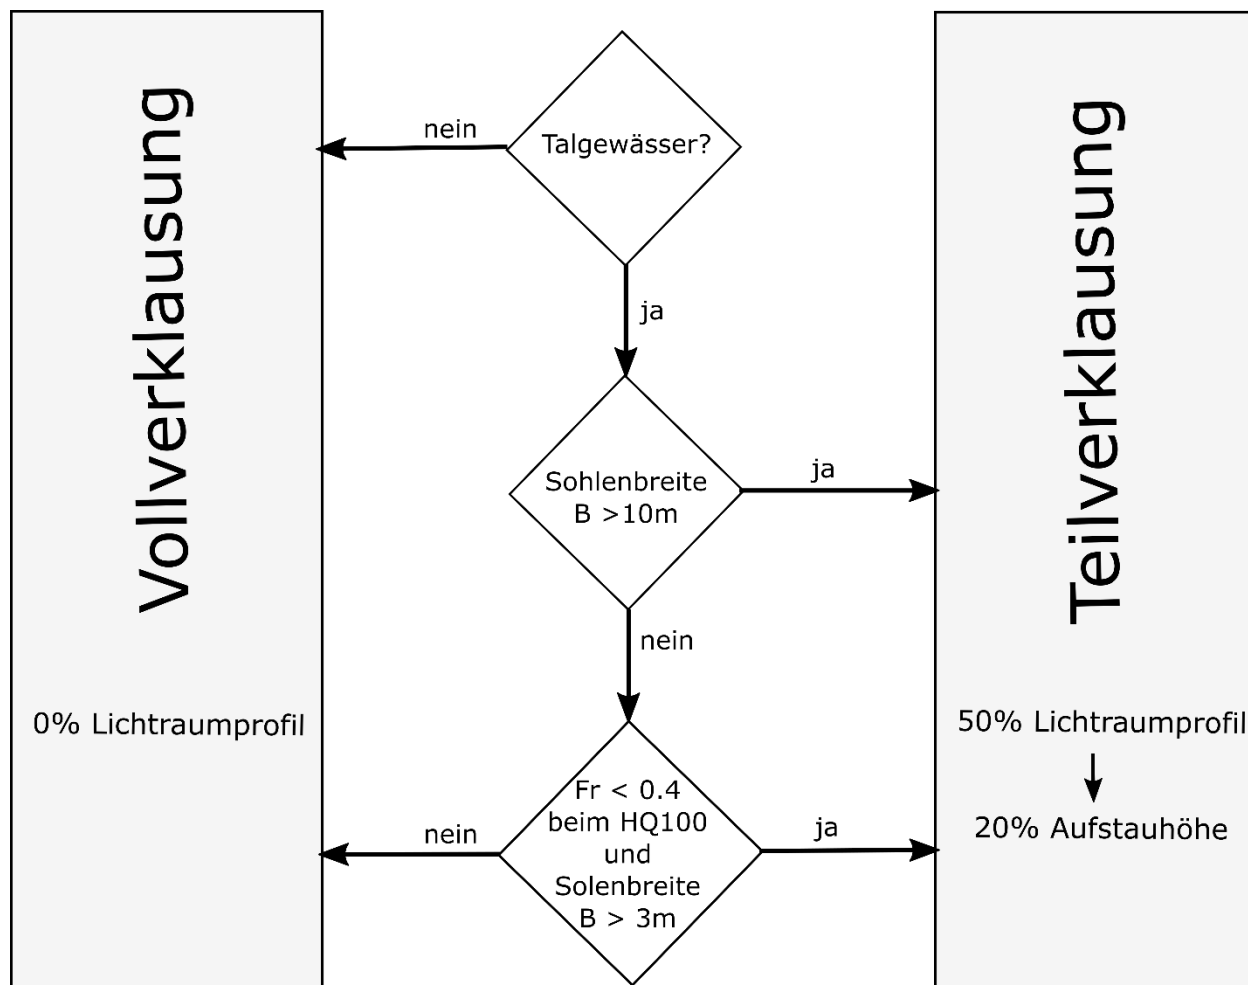 Vollverklausung
0% Lichtraumprofil
Talgewässer?
nein
ja
Sohlenbreite
B >10m
ja
nein
Fr < 0.4
beim HQ100
und
Solenbreite
B > 3m
nein
ja
Teilverklausung
50% Lichtraumprofil
20% Aufstauhöhe